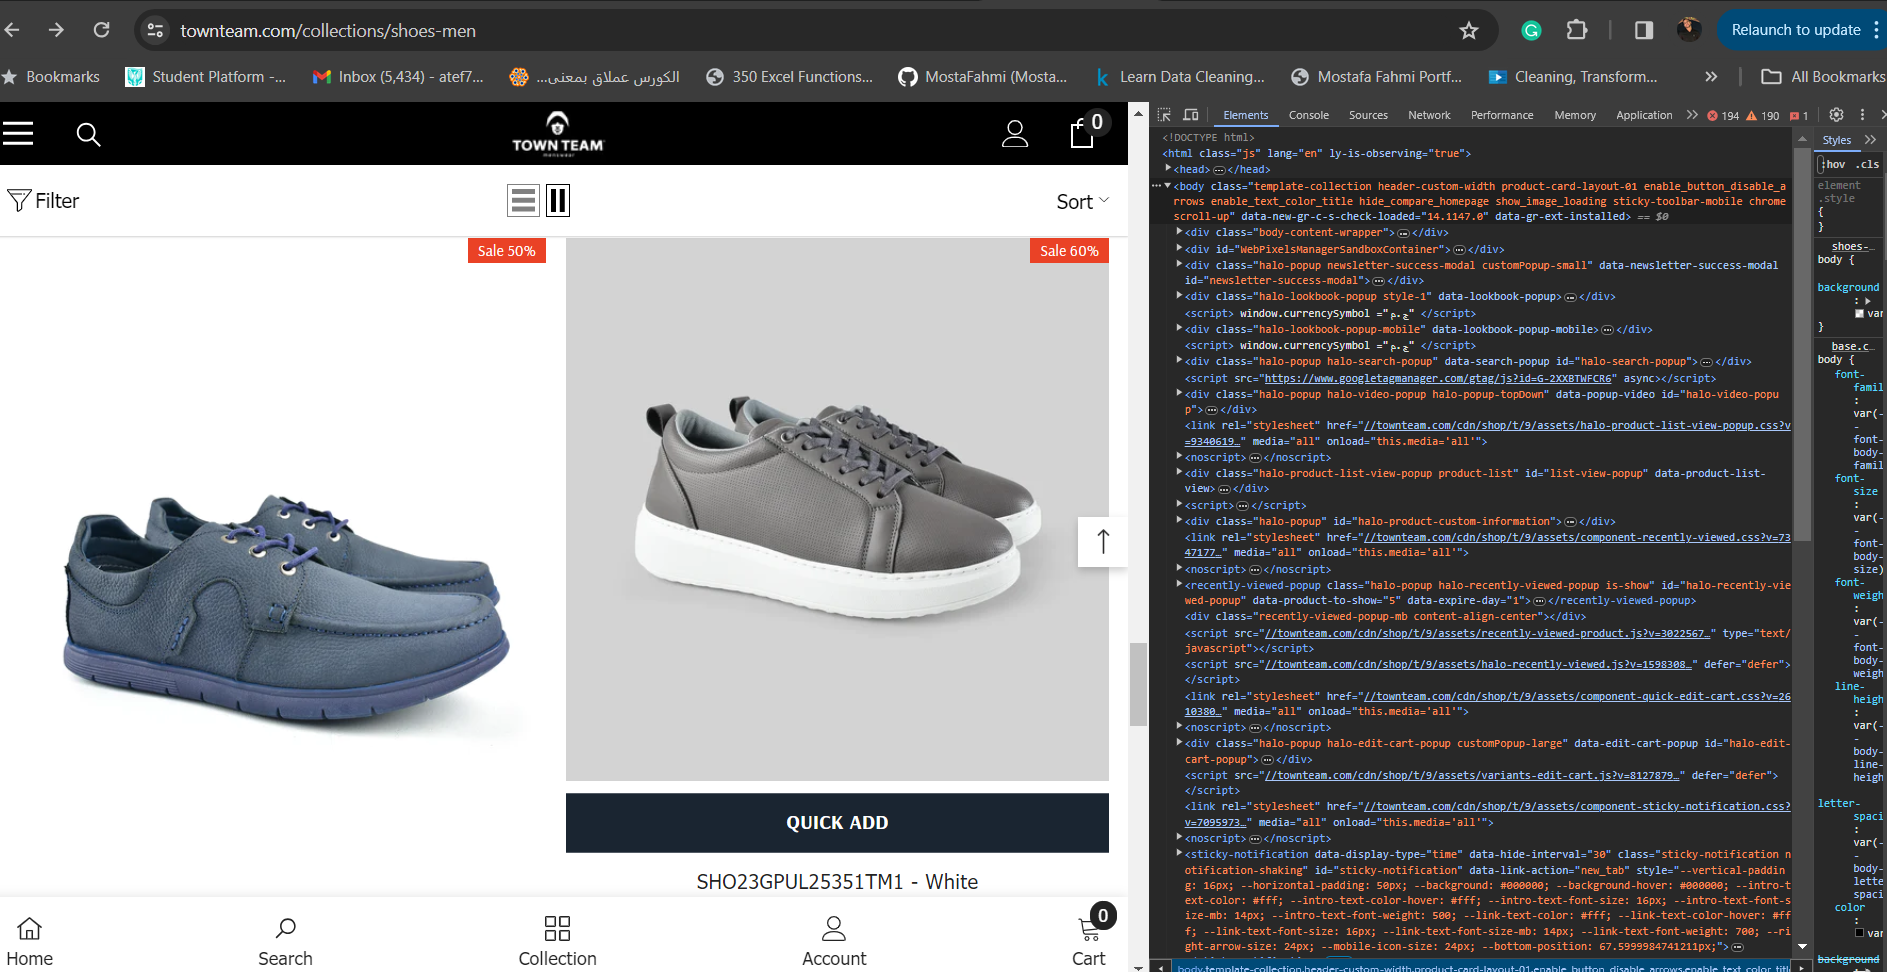 townteam.com/collections/shoes-men
Relaunch to update
Bookmarks
Student Platform -...
Inbox (5,434) - atef7...
الكورس عملاق بمعنى...
350 Excel Functions...
MostaFahmi (Mosta...
Learn Data Cleaning...
Mostafa Fahmi Portf...
Cleaning, Transform...
All Bookmarks
TOWN TEAM
menswear
0
Filter
Sort
Sale 50%
Sale 60%
QUICK ADD
SHO23GPUL25351TM1 - White
Home
Search
Collection
Account
0
Cart
Elements Console Sources Network Performance Memory Application 194 190 1
<!DOCTYPE html>
<html class="js" lang="en" ly-is-observing="true">
<head> ... </head>
<body class="template-collection header-custom-width product-card-layout-01 enable_button_disable_a
rrows enable_text_color_title hide_compare_homepage show_image_loading sticky-toolbar-mobile chrome
scroll-up" data-new-gr-c-s-check-loaded="14.1147.0" data-gr-ext-installed> == $0
<div class="body-content-wrapper"> ... </div>
<div id="WebPixelsManagerSandboxContainer"> ... </div>
<div class="halo-popup newsletter-success-modal customPopup-small" data-newsletter-success-modal
id="newsletter-success-modal"> ... </div>
<div class="halo-lookbook-popup style-1" data-lookbook-popup> ... </div>
<script> window.currencySymbol ="ج.م" </script>
<div class="halo-lookbook-popup-mobile" data-lookbook-popup-mobile> ... </div>
<script> window.currencySymbol ="ج.م" </script>
<div class="halo-popup halo-search-popup" data-search-popup id="halo-search-popup"> ... </div>
<script src="https://www.googletagmanager.com/gtag/js?id=G-2XXBTWFCR6" async></script>
<div class="halo-popup halo-video-popup halo-popup-topDown" data-popup-video id="halo-video-popu
p"> ... </div>
<link rel="stylesheet" href="//townteam.com/cdn/shop/t/9/assets/halo-product-list-view-popup.css?v
=9340619…" media="all" onload="this.media='all'">
<noscript> ... </noscript>
<div class="halo-product-list-view-popup product-list" id="list-view-popup" data-product-list-
view> ... </div>
<script> ... </script>
<div class="halo-popup" id="halo-product-custom-information"> ... </div>
<link rel="stylesheet" href="//townteam.com/cdn/shop/t/9/assets/component-recently-viewed.css?v=73
47177…" media="all" onload="this.media='all'">
<noscript> ... </noscript>
<recently-viewed-popup class="halo-popup halo-recently-viewed-popup is-show" id="halo-recently-vie
wed-popup" data-product-to-show="5" data-expire-day="1"> ... </recently-viewed-popup>
<div class="recently-viewed-popup-mb content-align-center"></div>
<script src="//townteam.com/cdn/shop/t/9/assets/recently-viewed-product.js?v=3022567…" type="text/
javascript"></script>
<script src="//townteam.com/cdn/shop/t/9/assets/halo-recently-viewed.js?v=1598308…" defer="defer">
</script>
<link rel="stylesheet" href="//townteam.com/cdn/shop/t/9/assets/component-quick-edit-cart.css?v=26
10380…" media="all" onload="this.media='all'">
<noscript> ... </noscript>
<div class="halo-popup halo-edit-cart-popup customPopup-large" data-edit-cart-popup id="halo-edit-
cart-popup"> ... </div>
<script src="//townteam.com/cdn/shop/t/9/assets/variants-edit-cart.js?v=8127879…" defer="defer">
</script>
<link rel="stylesheet" href="//townteam.com/cdn/shop/t/9/assets/component-sticky-notification.css?
v=7095973…" media="all" onload="this.media='all'">
<noscript> ... </noscript>
<sticky-notification data-display-type="time" data-hide-interval="30" class="sticky-notification n
otification-shaking" id="sticky-notification" data-link-action="new_tab" style="--vertical-paddin
g: 16px; --horizontal-padding: 50px; --background: #000000; --background-hover: #000000; --intro-t
ext-color: #fff; --intro-text-color-hover: #fff; --intro-text-font-size: 16px; --intro-text-font-si
ze-mb: 14px; --intro-text-font-weight: 500; --link-text-color: #fff; --link-text-color-hover: #ff
f; --link-text-font-size: 16px; --link-text-font-size-mb: 14px; --link-text-font-weight: 700; --ri
ght-arrow-size: 24px; --mobile-icon-size: 24px; --bottom-position: 67.5999984741211px;"> ...
body.template-collection.header-custom-width.product-card-layout-01.enable_button_disable_arrows.enable_text_color_titl
Styles
:hov .cls
element
.style
{
}
shoes-…
body {
background
:
var
}
base.c…
body {
font-
famil
:
var(-
-
font-
body-
famil
font-
size
:
var(-
-
font-
body-
size)
font-
weigh
:
var(-
-
font-
body-
weigh
line-
heigh
:
var(-
-
body-
line-
heigh
letter-
spaci
:
var(-
-
body-
lette
spaci
color
:
var
background